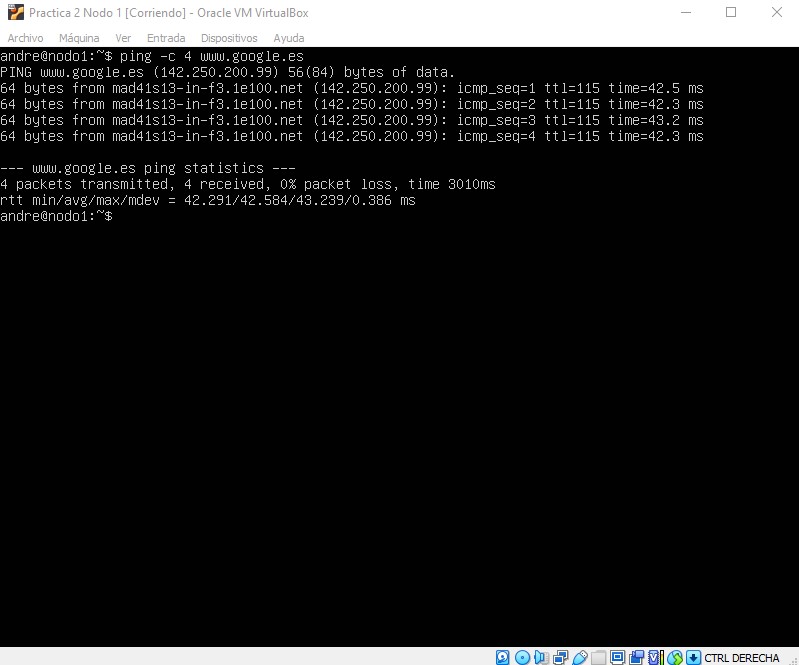 Practica 2 Nodo 1 [Corriendo] - Oracle VM VirtualBox
Archivo Máquina Ver Entrada Dispositivos Ayuda
andre@nodo1:~$ ping -c 4 www.google.es
PING www.google.es (142.250.200.99) 56(84) bytes of data.
64 bytes from mad41s13-in-f3.1e100.net (142.250.200.99): icmp_seq=1 ttl=115 time=42.5 ms
64 bytes from mad41s13-in-f3.1e100.net (142.250.200.99): icmp_seq=2 ttl=115 time=42.3 ms
64 bytes from mad41s13-in-f3.1e100.net (142.250.200.99): icmp_seq=3 ttl=115 time=43.2 ms
64 bytes from mad41s13-in-f3.1e100.net (142.250.200.99): icmp_seq=4 ttl=115 time=42.3 ms
--- www.google.es ping statistics ---
4 packets transmitted, 4 received, 0% packet loss, time 3010ms
rtt min/avg/max/mdev = 42.291/42.584/43.239/0.386 ms
andre@nodo1:~$
CTRL DERECHA